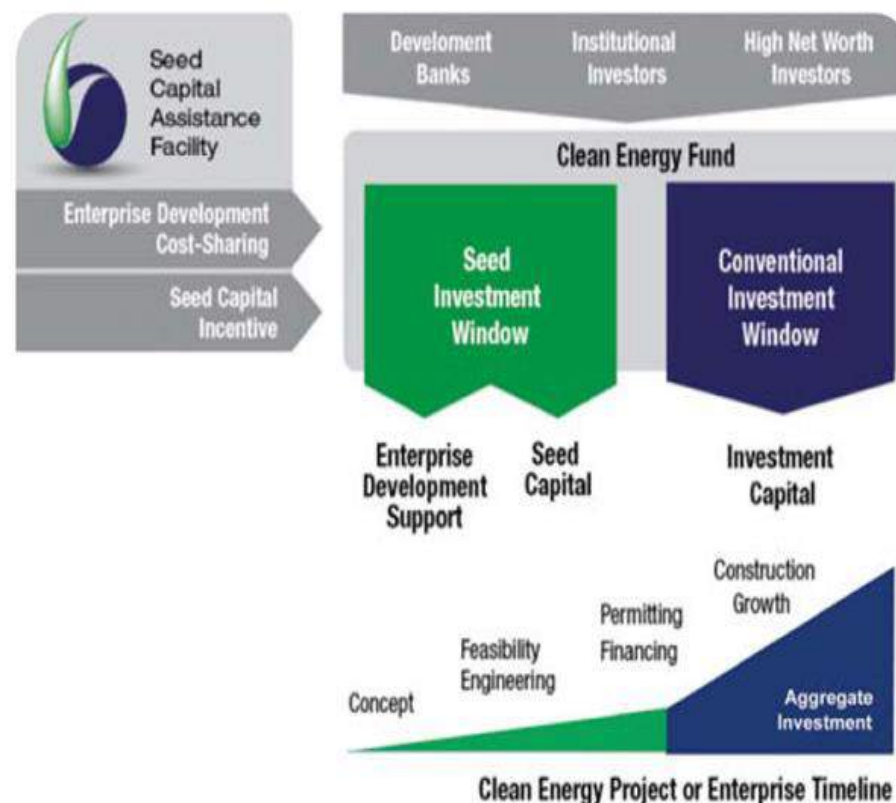 Seed
Capital
Assistance
Facility
Enterprise Development
Cost-Sharing
Seed Capital
Incentive
Develoment
Banks
Institutional
Investors
High Net Worth
Investors
Clean Energy Fund
Seed
Investment
Window
Conventional
Investment
Window
Enterprise
Development
Support
Seed
Capital
Investment
Capital
Concept
Feasibility
Engineering
Permitting
Financing
Construction
Growth
Aggregate
Investment
Clean Energy Project or Enterprise Timeline